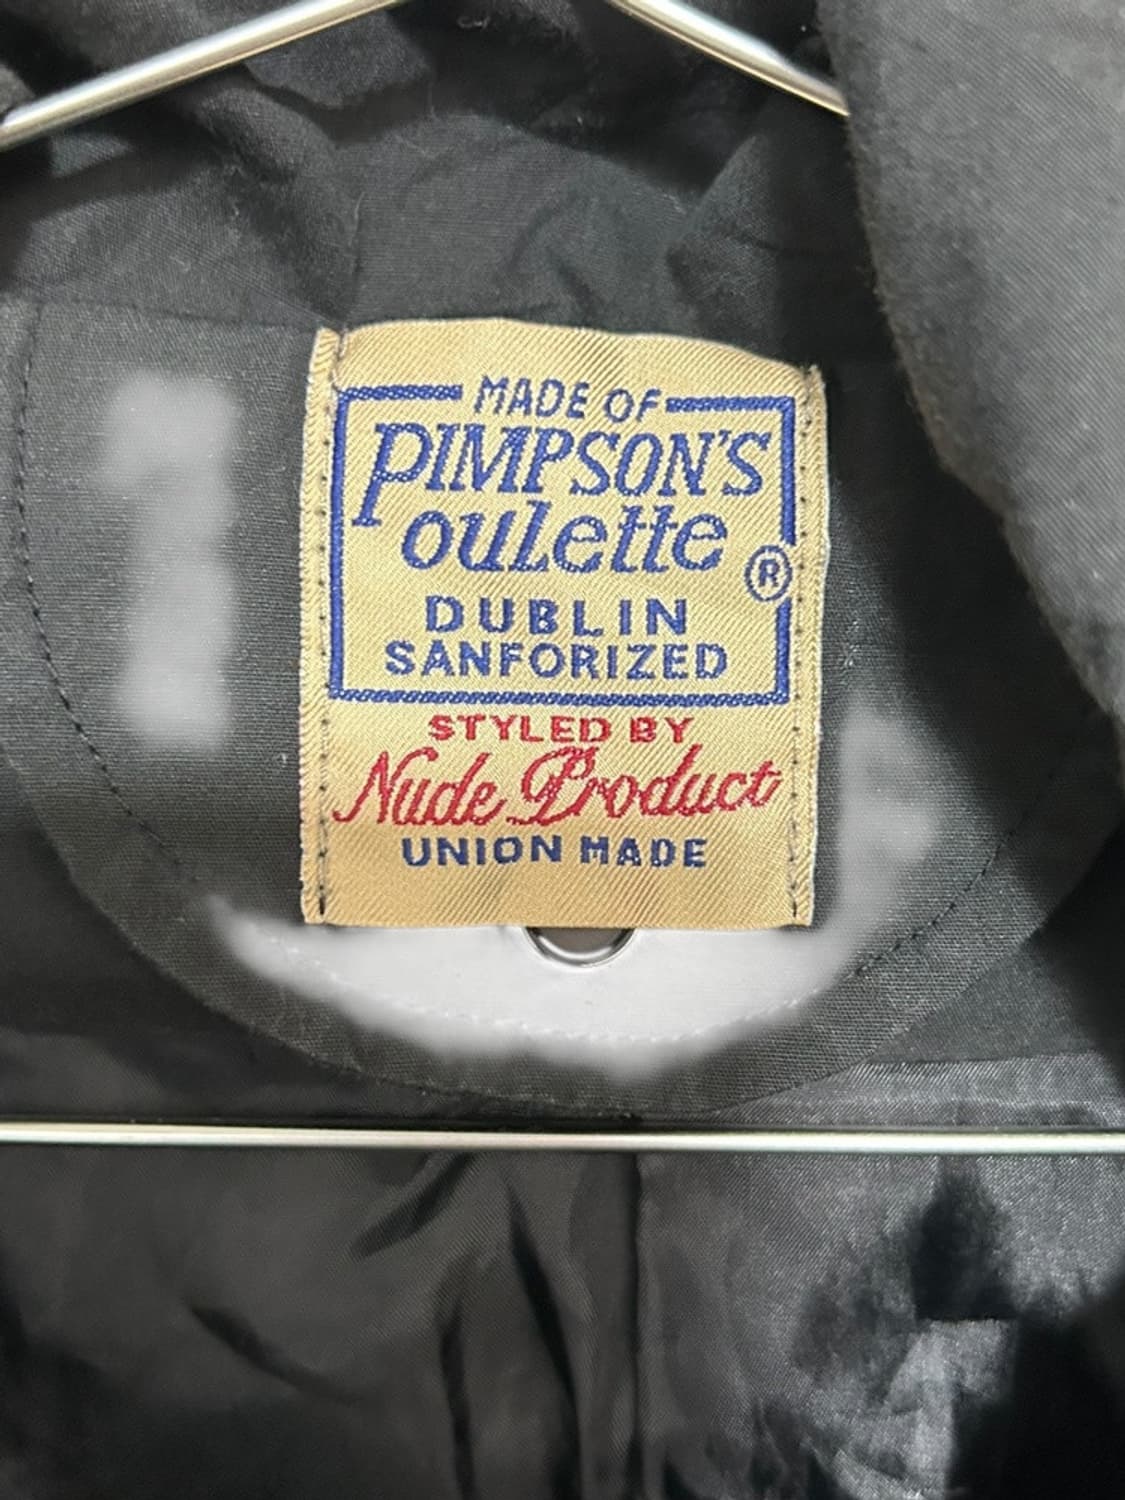 MADE OF
PIMPSON'S
oulette
®
DUBLIN
SANFORIZED
STYLED BY
Nude Product
UNION MADE